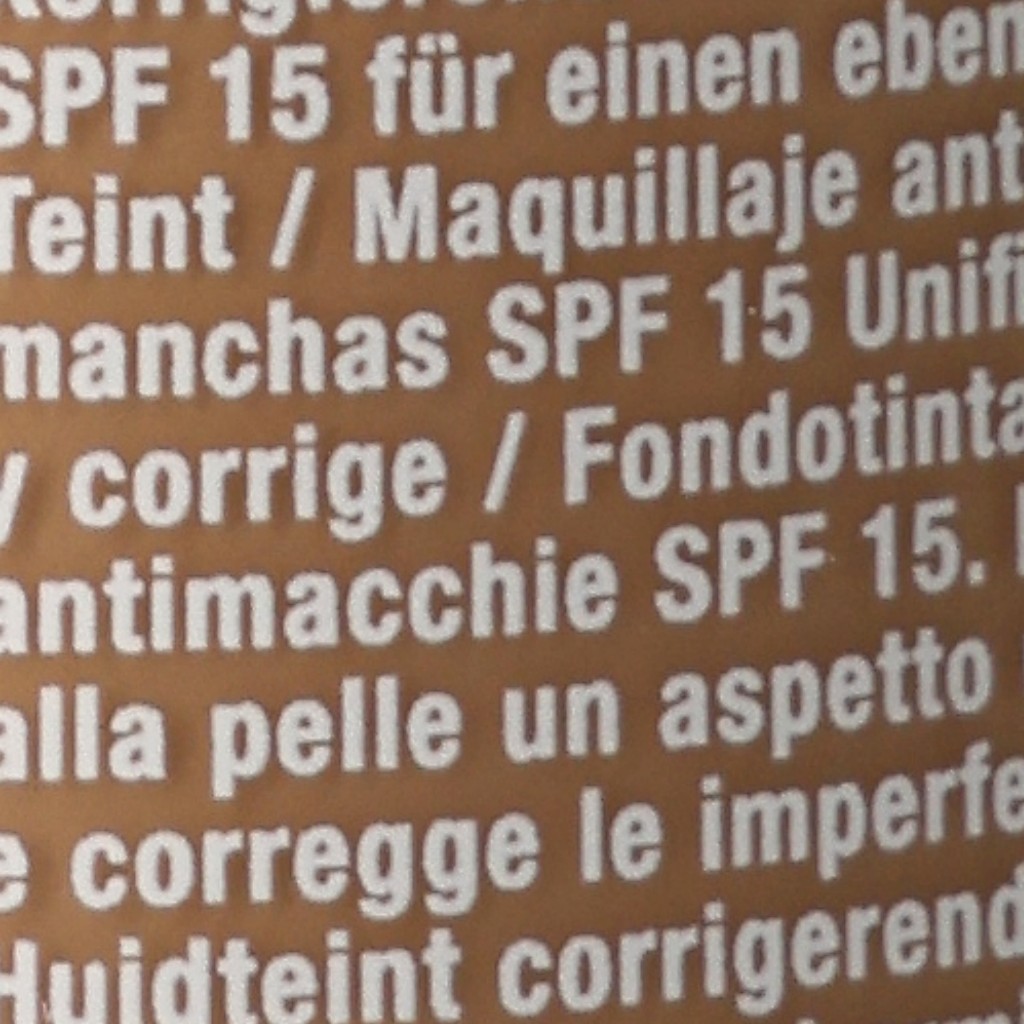 SPF 15 für einen eben
Teint / Maquillaje ant
manchas SPF 15 Unifi
y corrige / Fondotinta
antimacchie SPF 15.
alla pelle un aspetto
e corregge le imperfe
Huidteint corrigerend